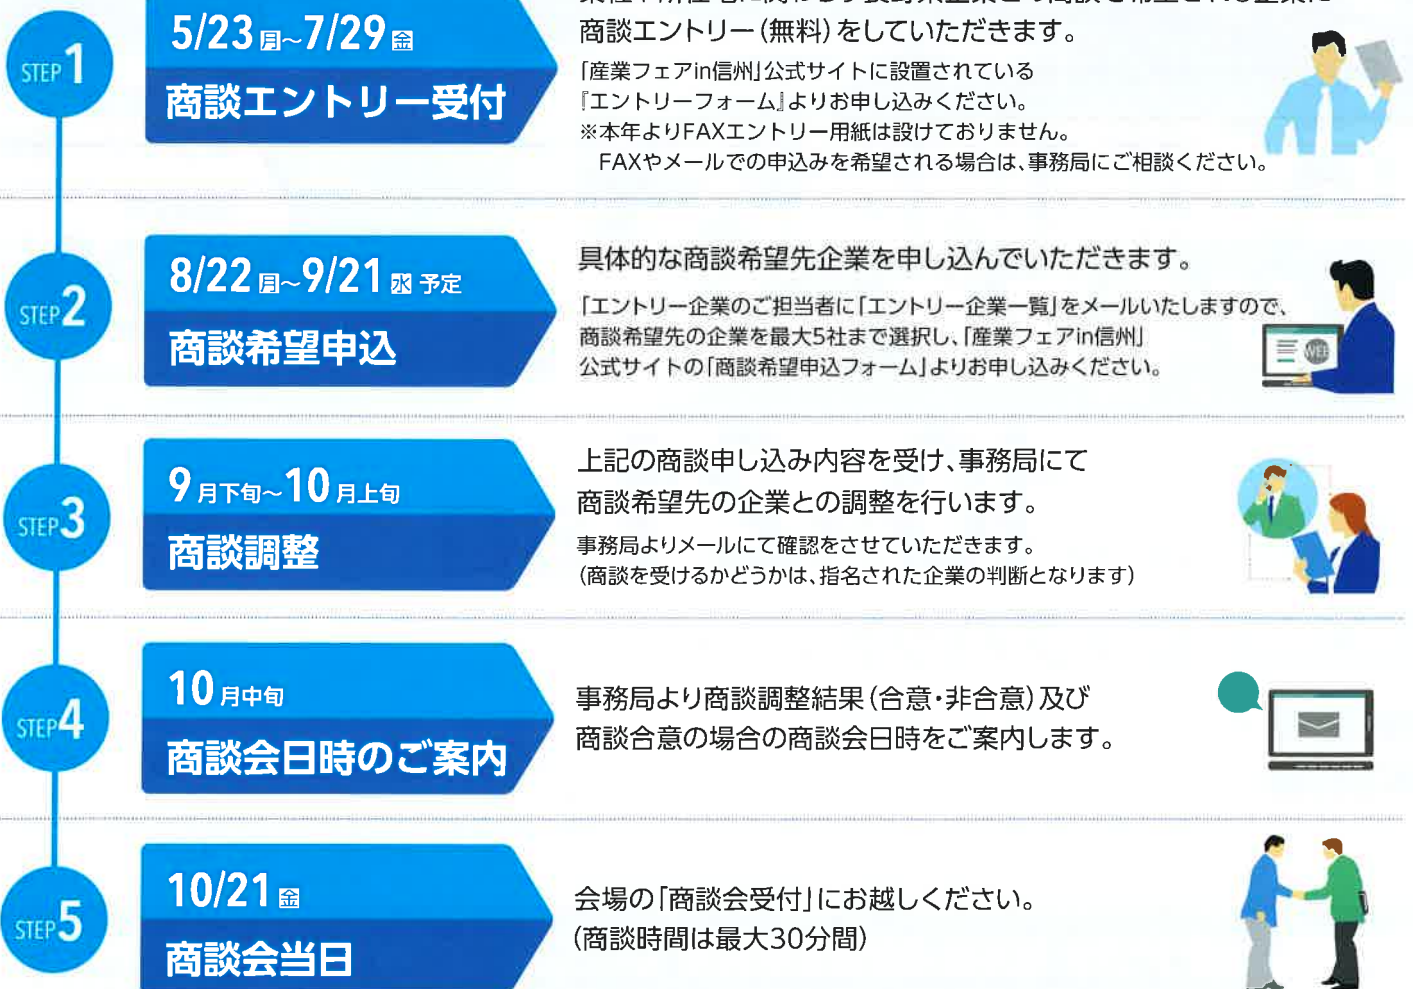 商談エントリー(無料)をしていただきます。
STEP1
5/23月~7/29金
商談エントリー受付
「産業フェアin信州」公式サイトに設置されている
『エントリーフォーム』よりお申し込みください。
※本年よりFAXエントリー用紙は設けておりません。
FAXやメールでの申込みを希望される場合は、事務局にご相談ください。
STEP2
8/22月~9/21水予定
商談希望申込
具体的な商談希望先企業を申し込んでいただきます。
「エントリー企業のご担当者に「エントリー企業一覧」をメールいたしますので、
商談希望先の企業を最大5社まで選択し、「産業フェアin信州」
公式サイトの「商談希望申込フォーム」よりお申し込みください。
WEB
STEP3
9月下旬~10月上旬
商談調整
上記の商談申し込み内容を受け、事務局にて
商談希望先の企業との調整を行います。
事務局よりメールにて確認をさせていただきます。
(商談を受けるかどうかは、指名された企業の判断となります)
STEP4
10月中旬
商談会日時のご案内
事務局より商談調整結果(合意・非合意)及び
商談合意の場合の商談会日時をご案内します。
STEP5
10/21金
商談会当日
会場の「商談会受付」にお越しください。
(商談時間は最大30分間)